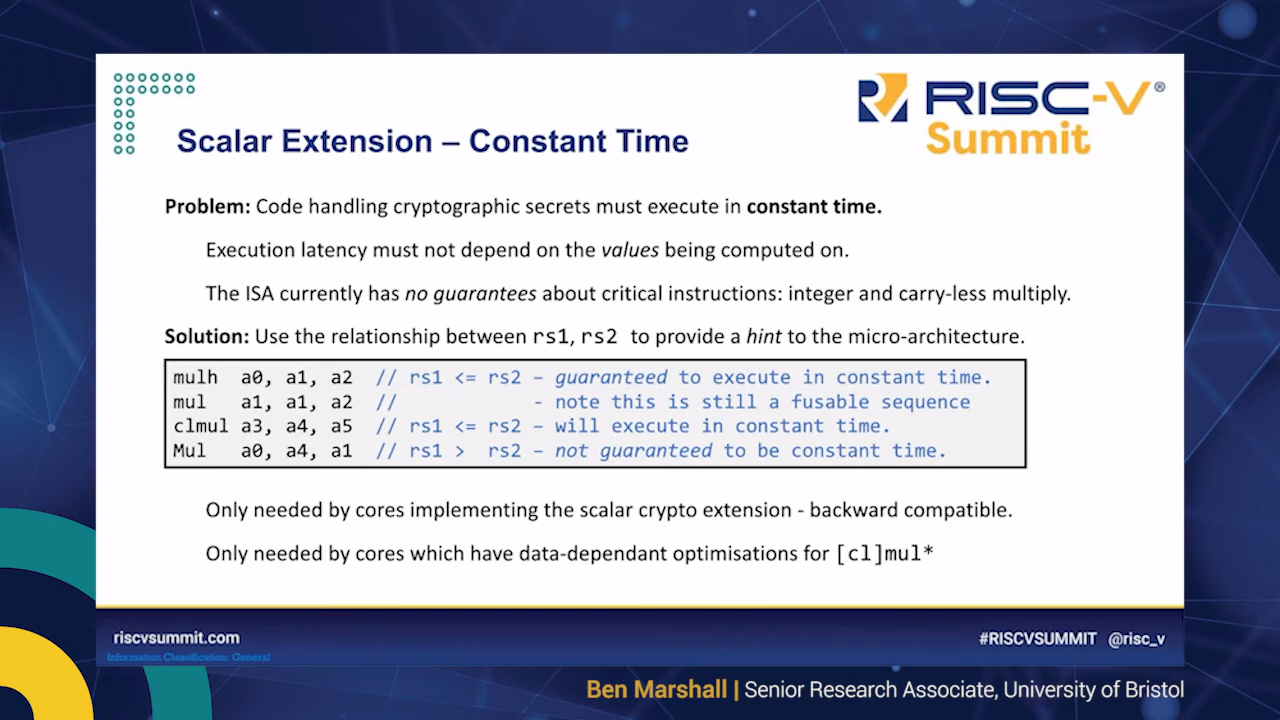 RISC-V®
Summit
Scalar Extension – Constant Time
Problem: Code handling cryptographic secrets must execute in constant time.
Execution latency must not depend on the values being computed on.
The ISA currently has no guarantees about critical instructions: integer and carry-less multiply.
Solution: Use the relationship between rs1, rs2 to provide a hint to the micro-architecture.
mulh a0, a1, a2 // rs1 <= rs2 – guaranteed to execute in constant time.
mul a1, a1, a2 // - note this is still a fusable sequence
clmul a3, a4, a5 // rs1 <= rs2 – will execute in constant time.
Mul a0, a4, a1 // rs1 > rs2 – not guaranteed to be constant time.
Only needed by cores implementing the scalar crypto extension - backward compatible.
Only needed by cores which have data-dependant optimisations for [cl]mul*
riscvsummit.com #RISCVSUMMIT @risc_v
Information Classification: General
Ben Marshall | Senior Research Associate, University of Bristol